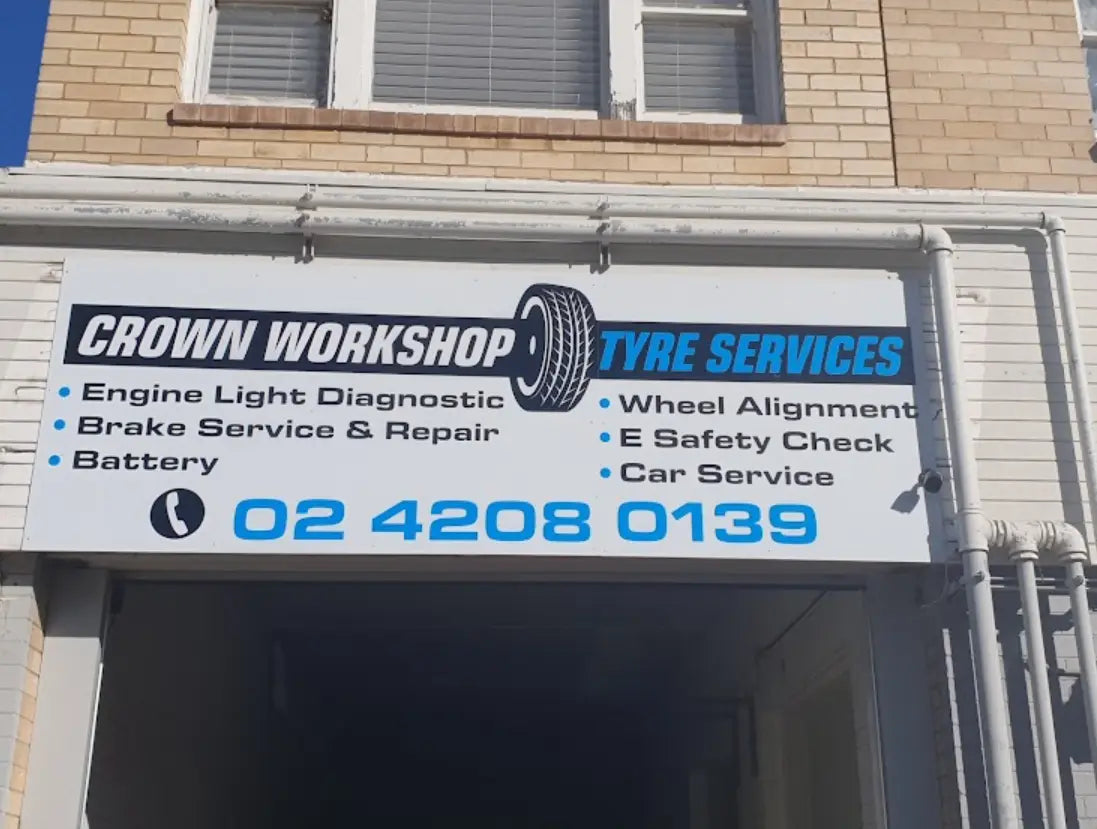 CROWN WORKSHOP TYRE SERVICES
• Engine Light Diagnostic
• Brake Service & Repair
• Battery
• Wheel Alignment
• E Safety Check
• Car Service
02 4208 0139